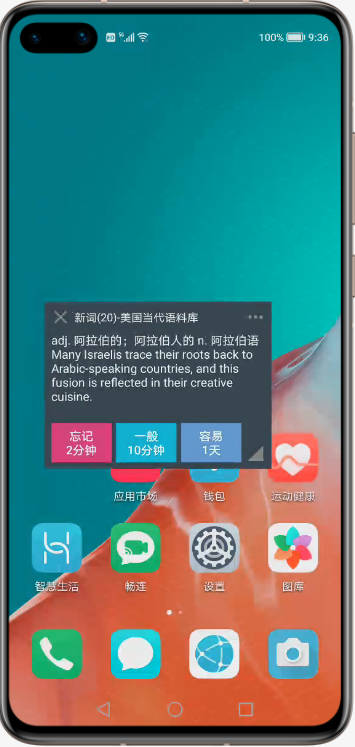 100% 9:36
新词(20)-美国当代语料库
adj. 阿拉伯的；阿拉伯人的 n. 阿拉伯语
Many Israelis trace their roots back to
Arabic-speaking countries, and this
fusion is reflected in their creative
cuisine.
忘记 一般 容易
2分钟 10分钟 1天
应用市场 钱包 运动健康
智慧生活 畅连 设置 图库